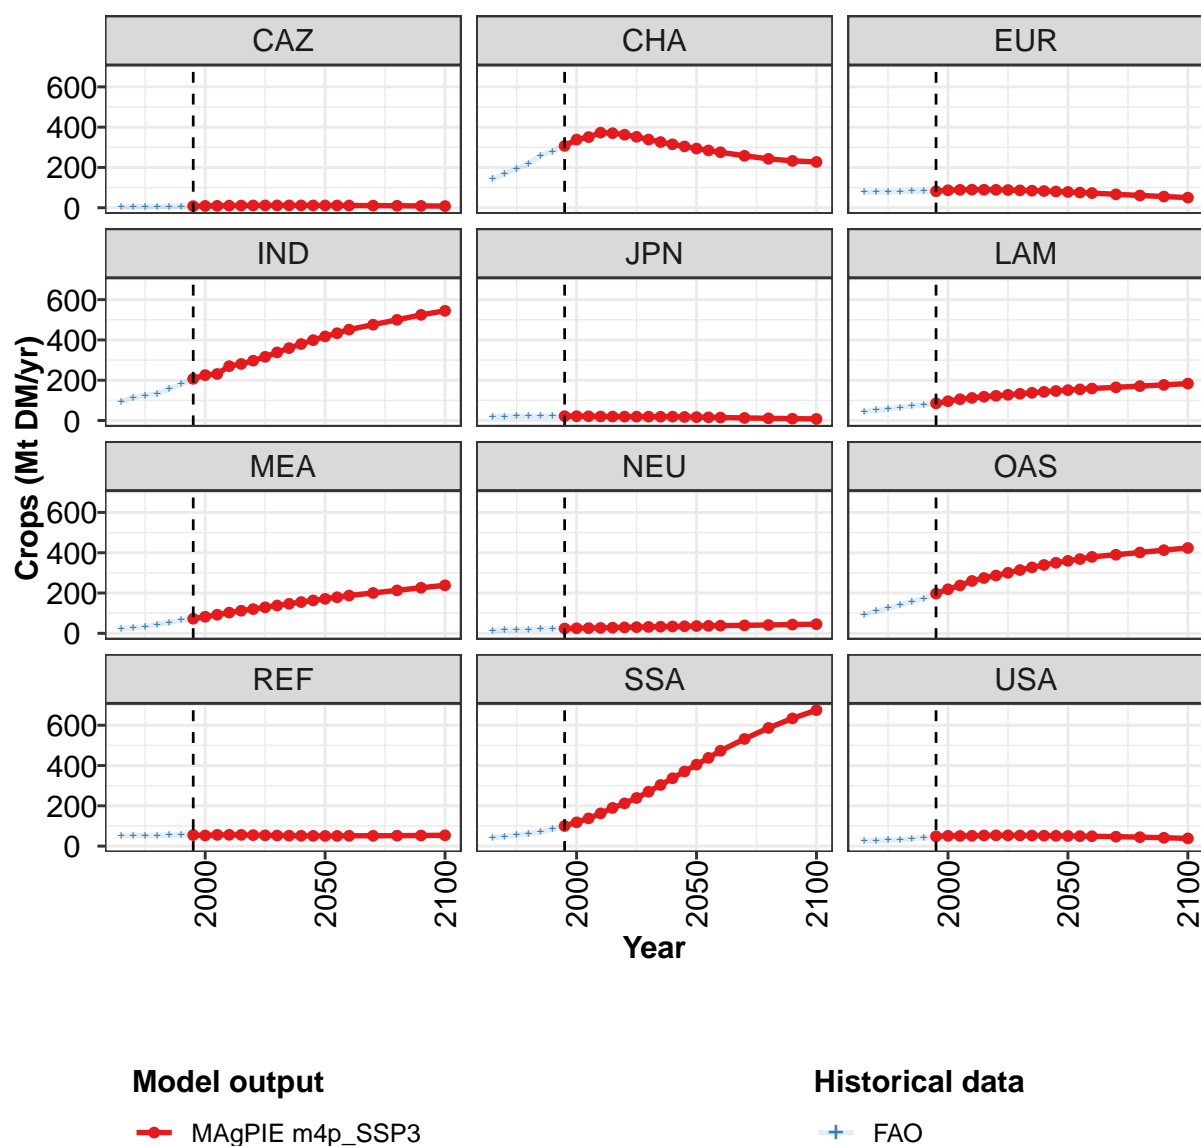 CAZ CHA EUR
600
400
200
0
IND JPN LAM
600
400
200
0
Crops (Mt DM/yr)
MEA NEU OAS
600
400
200
0
REF SSA USA
600
400
200
0
2000 2050 2100 2000 2050 2100 2000 2050 2100
Year
Model output Historical data
MAgPIE m4p_SSP3 FAO